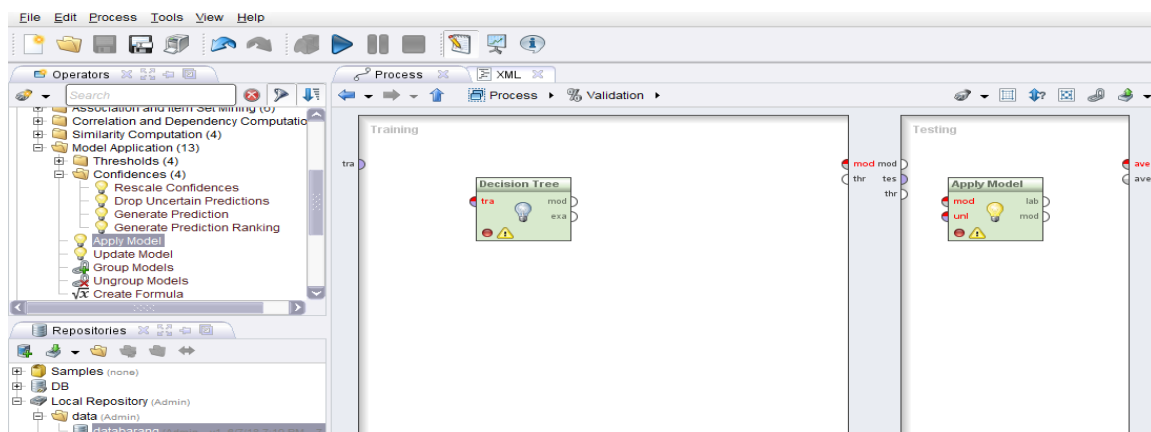 File Edit Process Tools View Help
Operators
Process
XML
Search
Process
Validation
Association and Item Set Mining (6)
Correlation and Dependency Computatio
Similarity Computation (4)
Model Application (13)
Thresholds (4)
Confidences (4)
Rescale Confidences
Drop Uncertain Predictions
Generate Prediction
Generate Prediction Ranking
Apply Model
Update Model
Group Models
Ungroup Models
Create Formula
Training
tra
Decision Tree
tra mod
exa
mod mod
thr tes
thr
Testing
Apply Model
mod lab
unl mod
ave
ave
Repositories
Samples (none)
DB
Local Repository (Admin)
data (Admin)
databarang